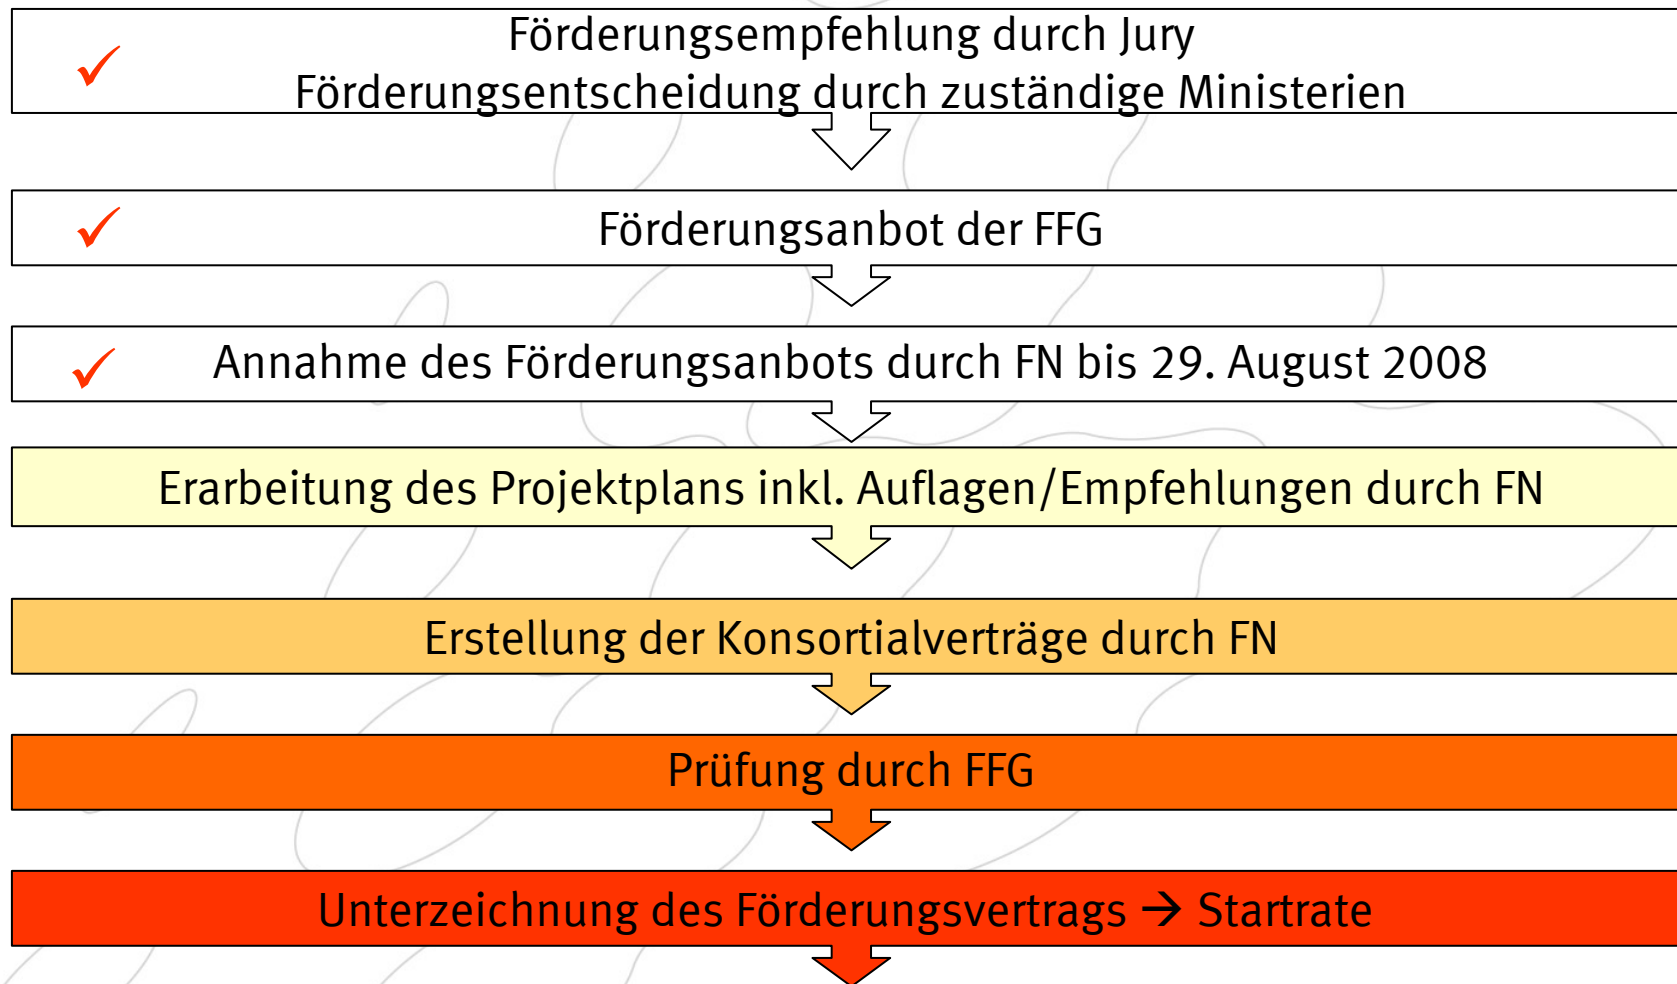 Förderungsempfehlung durch Jury
Förderungsentscheidung durch zuständige Ministerien
Förderungsanbot der FFG
Annahme des Förderungsanbots durch FN bis 29. August 2008
Erarbeitung des Projektplans inkl. Auflagen/Empfehlungen durch FN
Erstellung der Konsortialverträge durch FN
Prüfung durch FFG
Unterzeichnung des Förderungsvertrags → Startrate